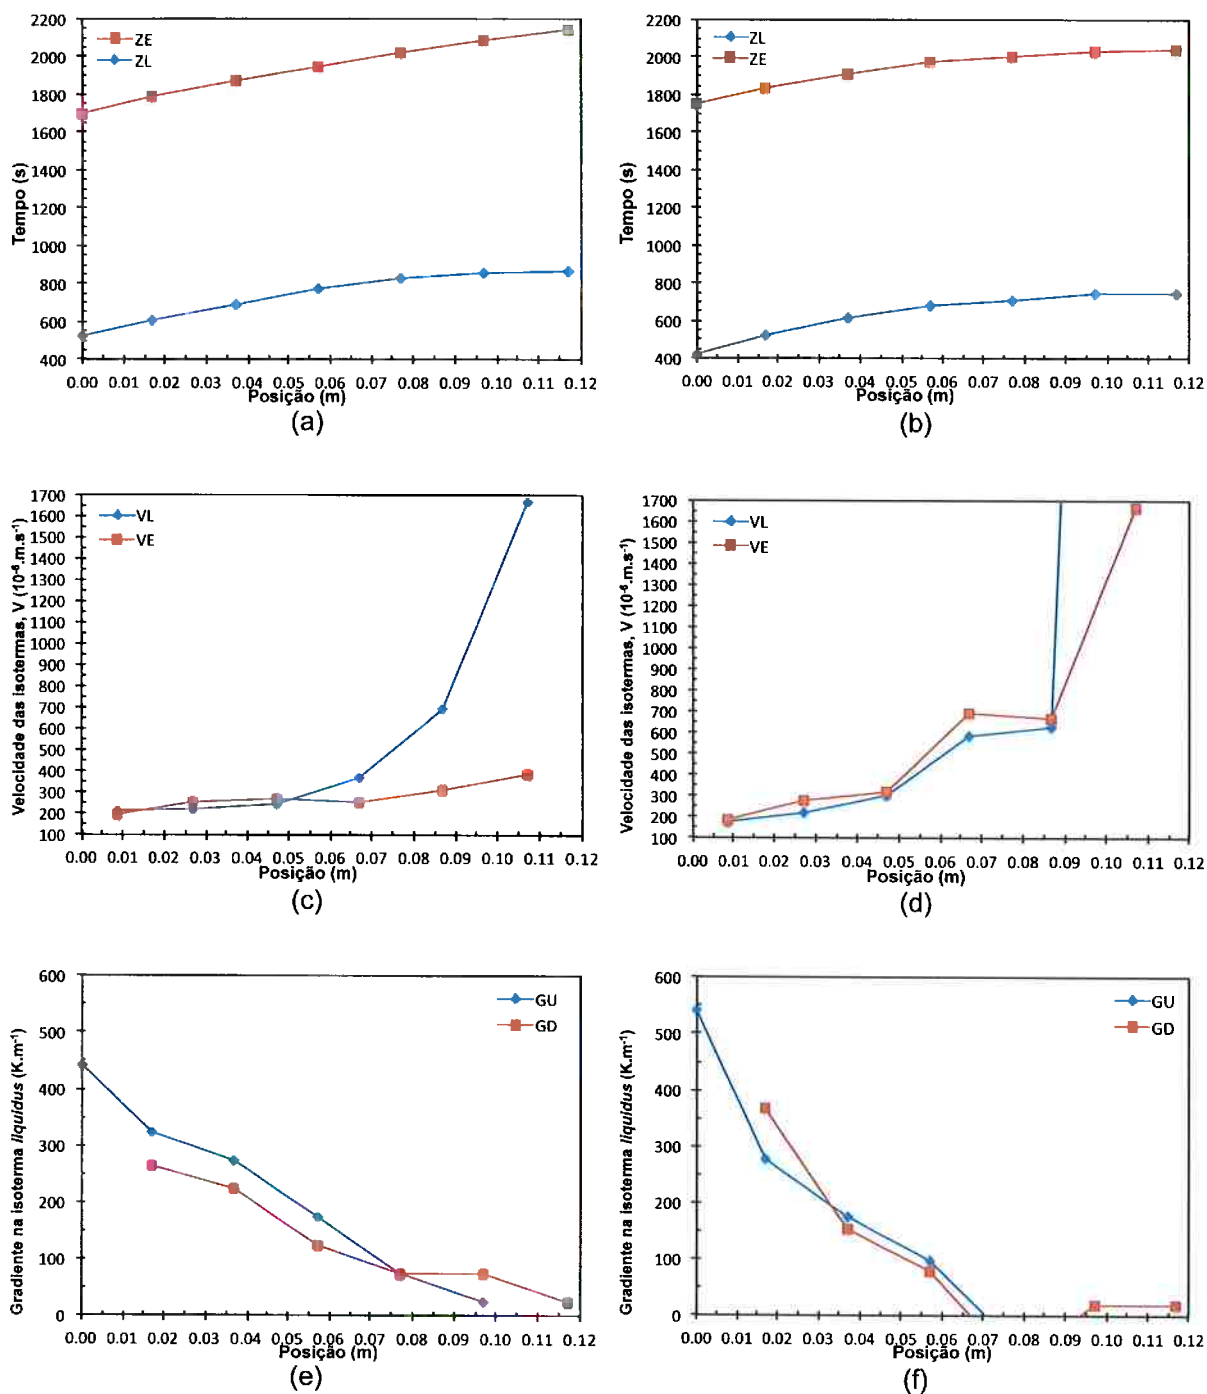 2200
2000
1800
1600
1400
1200
1000
800
600
400
Tempo (s)
ZE
ZL
0.00 0.01 0.02 0.03 0.04 0.05 0.06 0.07 0.08 0.09 0.10 0.11 0.12
Posição (m)
(a)
2200
2000
1800
1600
1400
1200
1000
800
600
400
Tempo (s)
ZL
ZE
0.00 0.01 0.02 0.03 0.04 0.05 0.06 0.07 0.08 0.09 0.10 0.11 0.12
Posição (m)
(b)
1700
1600
1500
1400
1300
1200
1100
1000
900
800
700
600
500
400
300
200
100
Velocidade das isotermas, V (10⁻⁶.m.s⁻¹)
VL
VE
0.00 0.01 0.02 0.03 0.04 0.05 0.06 0.07 0.08 0.09 0.10 0.11 0.12
Posição (m)
(c)
1700
1600
1500
1400
1300
1200
1100
1000
900
800
700
600
500
400
300
200
100
Velocidade das isotermas, V (10⁻⁶.m.s⁻¹)
VL
VE
0.00 0.01 0.02 0.03 0.04 0.05 0.06 0.07 0.08 0.09 0.10 0.11 0.12
Posição (m)
(d)
600
500
400
300
200
100
0
Gradiente na isoterma liquidus (K.m⁻¹)
GU
GD
0.00 0.01 0.02 0.03 0.04 0.05 0.06 0.07 0.08 0.09 0.10 0.11 0.12
Posição (m)
(e)
600
500
400
300
200
100
0
Gradiente na isoterma liquidus (K.m⁻¹)
GU
GD
0.00 0.01 0.02 0.03 0.04 0.05 0.06 0.07 0.08 0.09 0.10 0.11 0.12
Posição (m)
(f)